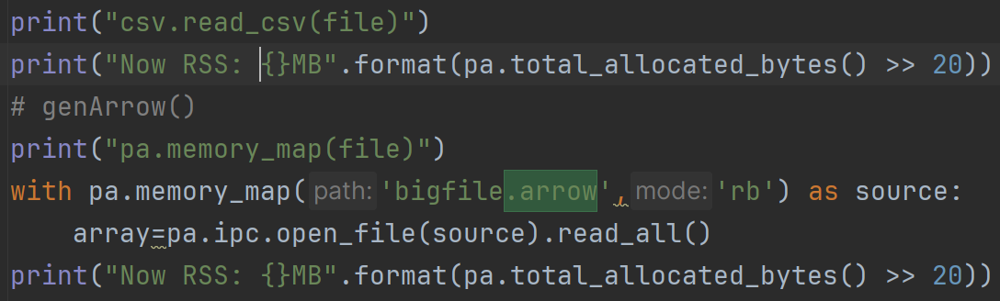 print("csv.read_csv(file)")
print("Now RSS: {}MB".format(pa.total_allocated_bytes() >> 20))
# genArrow()
print("pa.memory_map(file)")
with pa.memory_map( path: 'bigfile.arrow', mode: 'rb') as source:
    array=pa.ipc.open_file(source).read_all()
print("Now RSS: {}MB".format(pa.total_allocated_bytes() >> 20))